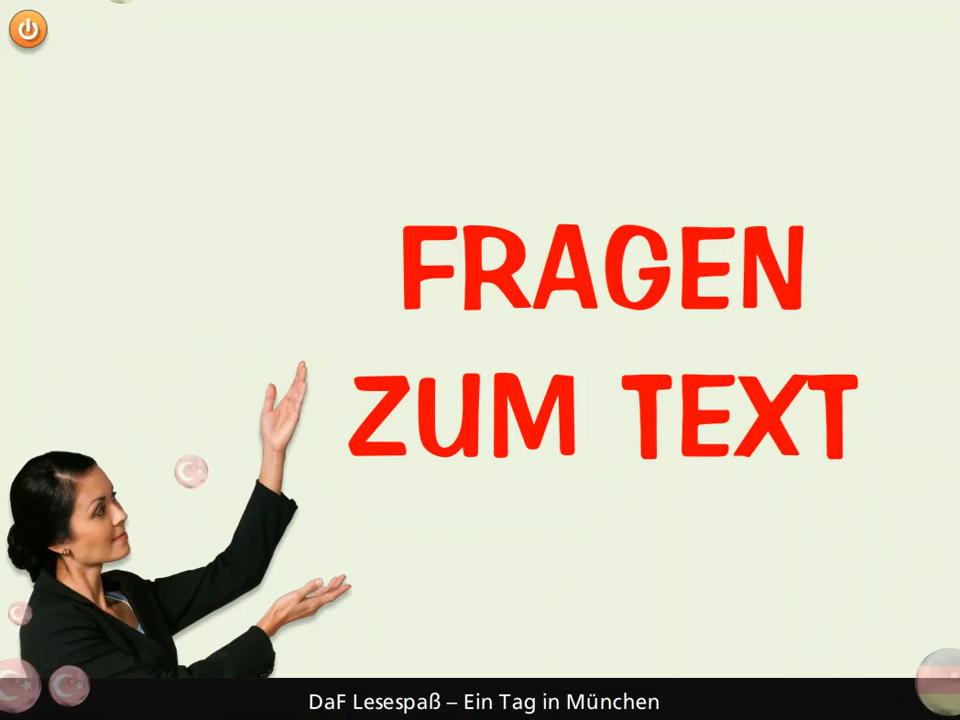 FRAGEN
ZUM TEXT
DaF Lesespaß – Ein Tag in München